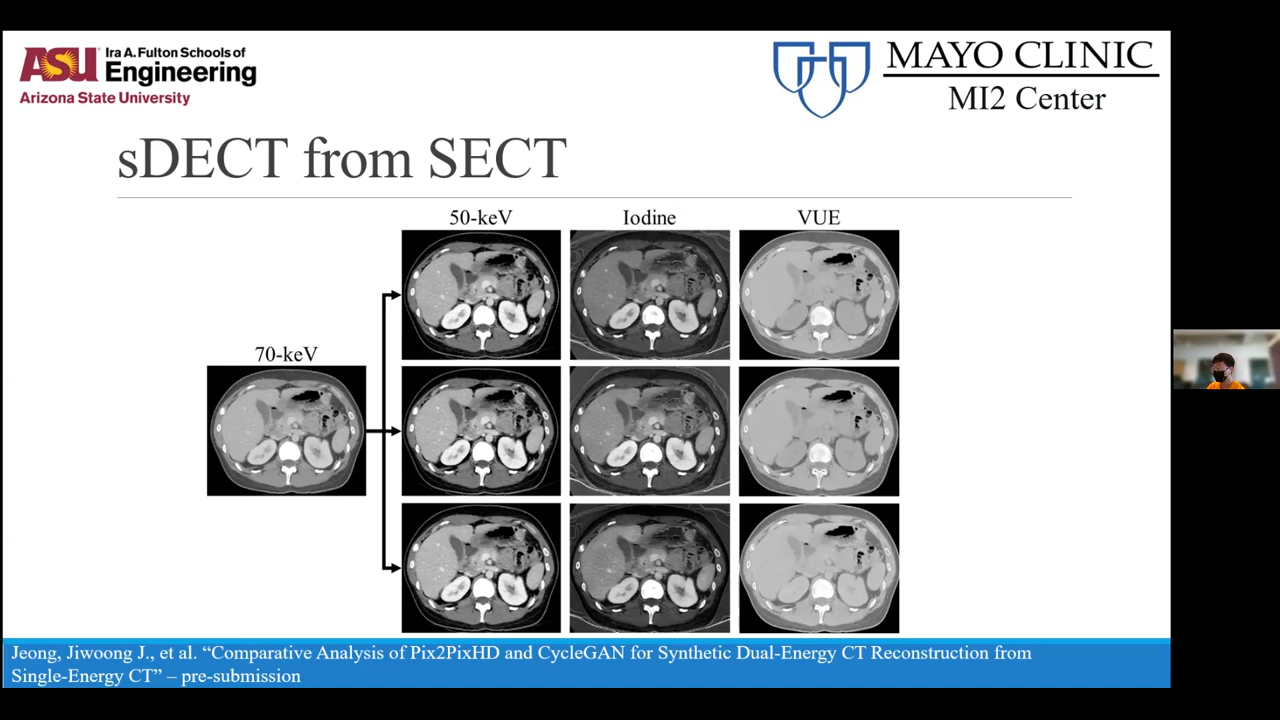 ASU Ira A. Fulton Schools of
Engineering
Arizona State University
MAYO CLINIC
MI2 Center
sDECT from SECT
50-keV Iodine VUE
70-keV
Jeong, Jiwoong J., et al. “Comparative Analysis of Pix2PixHD and CycleGAN for Synthetic Dual-Energy CT Reconstruction from
Single-Energy CT” – pre-submission